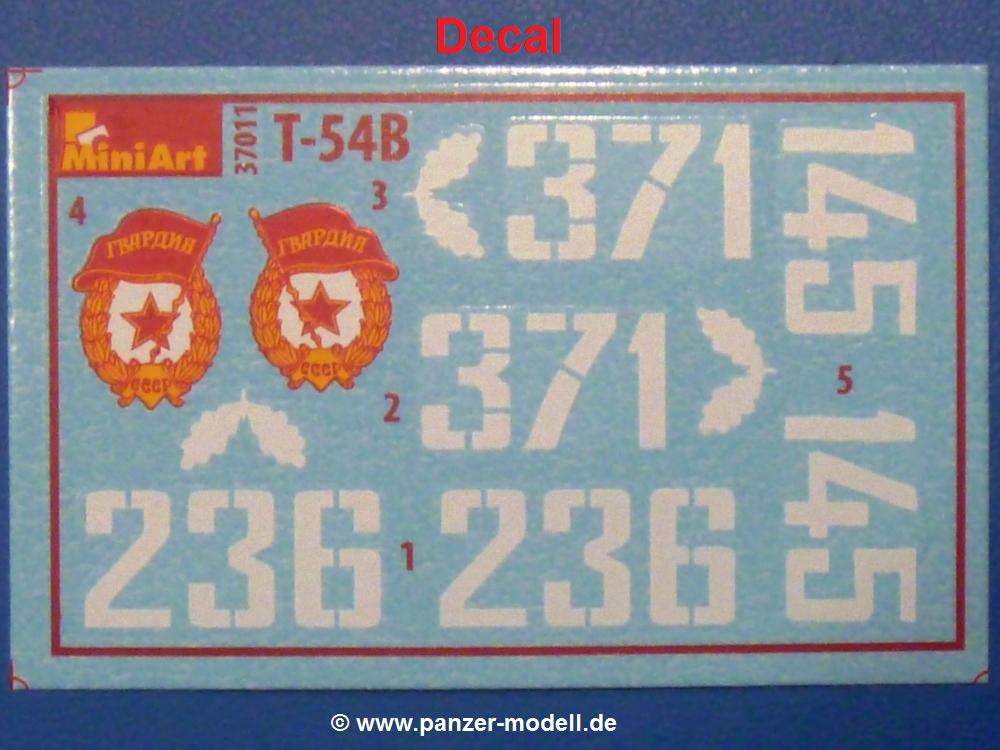 Decal
MiniArt
37011
T-54B
4
ГВАРДИЯ
СССР
ГВАРДИЯ
СССР
3
371
145
371
2
5
145
236
1
236
© www.panzer-modell.de